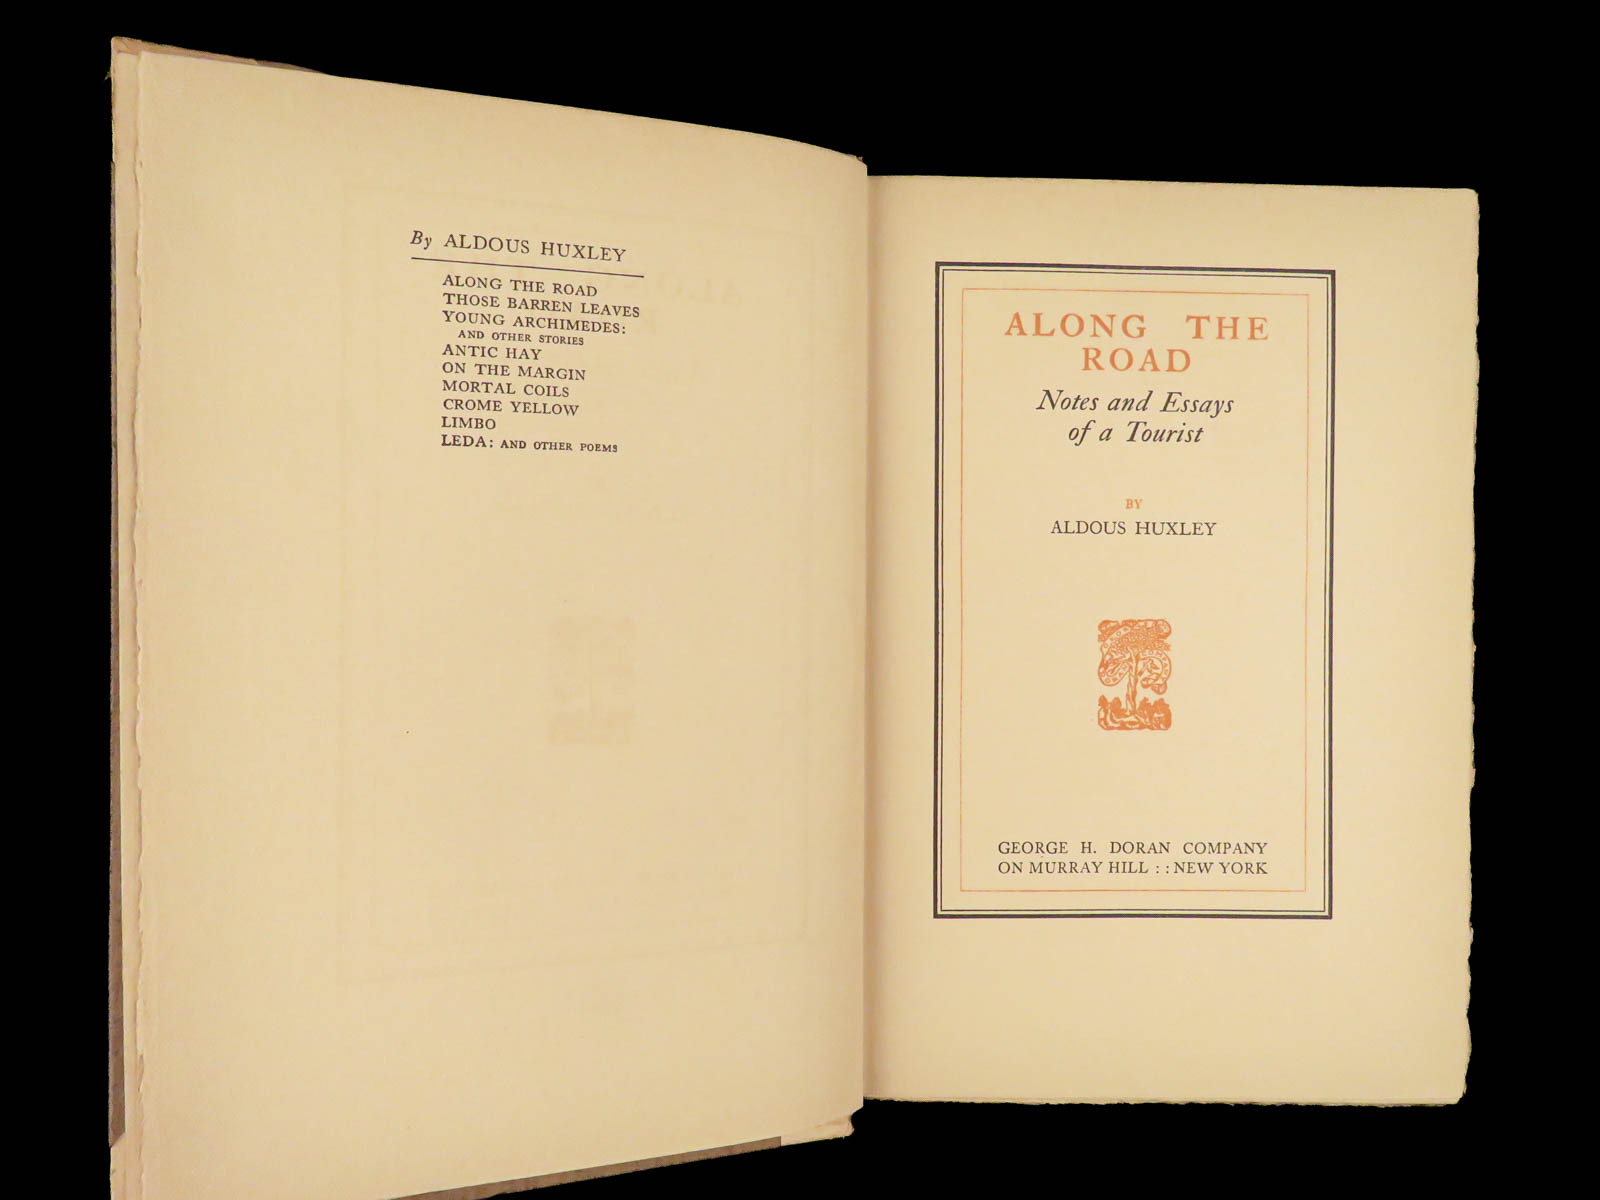 By ALDOUS HUXLEY
ALONG THE ROAD
THOSE BARREN LEAVES
YOUNG ARCHIMEDES:
AND OTHER STORIES
ANTIC HAY
ON THE MARGIN
MORTAL COILS
CROME YELLOW
LIMBO
LEDA: AND OTHER POEMS
ALONG THE
ROAD
Notes and Essays
of a Tourist
BY
ALDOUS HUXLEY
GEORGE H. DORAN COMPANY
ON MURRAY HILL : : NEW YORK